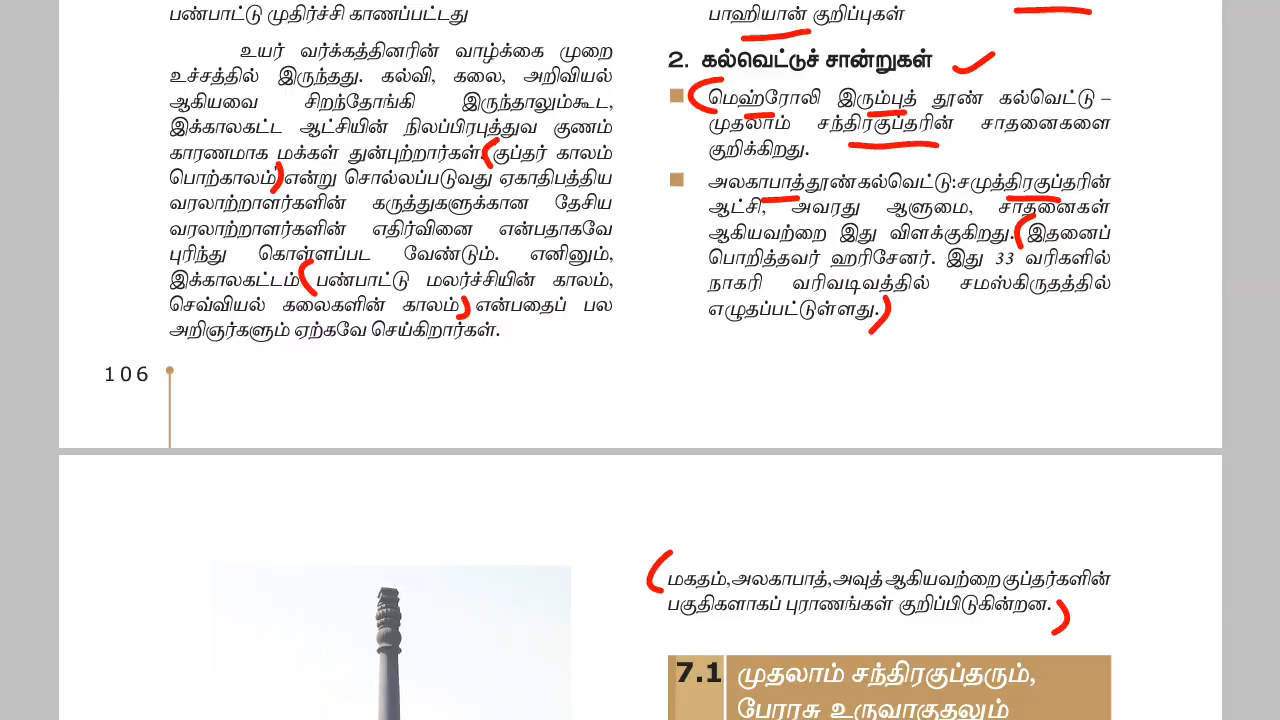 பண்பாட்டு முதிர்ச்சி காணப்பட்டது
உயர் வர்க்கத்தினரின் வாழ்க்கை முறை
உச்சத்தில் இருந்தது. கல்வி, கலை, அறிவியல்
ஆகியவை சிறந்தோங்கி இருந்தாலும்கூட,
இக்காலகட்ட ஆட்சியின் நிலப்பிரபுத்துவ குணம்
காரணமாக மக்கள் துன்புற்றார்கள். குப்தர் காலம்
பொற்காலம் என்று சொல்லப்படுவது ஏகாதிபத்திய
வரலாற்றாளர்களின் கருத்துகளுக்கான தேசிய
வரலாற்றாளர்களின் எதிர்வினை என்பதாகவே
புரிந்து கொள்ளப்பட வேண்டும். எனினும்,
இக்காலகட்டம் பண்பாட்டு மலர்ச்சியின் காலம்,
செவ்வியல் கலைகளின் காலம் என்பதைப் பல
அறிஞர்களும் ஏற்கவே செய்கிறார்கள்.
106
பாஹியான் குறிப்புகள்
2. கல்வெட்டுச் சான்றுகள்
மெஹ்ரோலி இரும்புத் தூண் கல்வெட்டு –
முதலாம் சந்திரகுப்தரின் சாதனைகளை
குறிக்கிறது.
அலகாபாத்தூண்கல்வெட்டு:சமுத்திரகுப்தரின்
ஆட்சி, அவரது ஆளுமை, சாதனைகள்
ஆகியவற்றை இது விளக்குகிறது. இதனைப்
பொறித்தவர் ஹரிசேனர். இது 33 வரிகளில்
நாகரி வரிவடிவத்தில் சமஸ்கிருதத்தில்
எழுதப்பட்டுள்ளது.
மகதம்,அலகாபாத்,அவுத் ஆகியவற்றைகுப்தர்களின்
பகுதிகளாகப் புராணங்கள் குறிப்பிடுகின்றன.
7.1 முதலாம் சந்திரகுப்தரும்,
பேரரசு உருவாகுதலும்